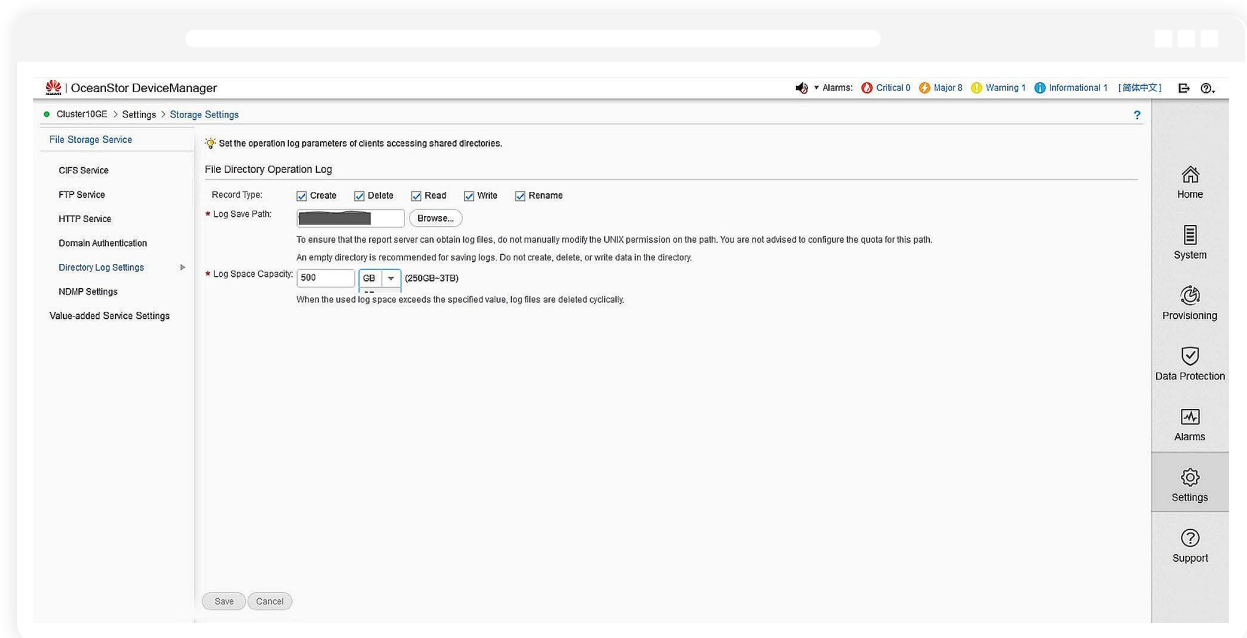 HUAWEI | OceanStor DeviceManager
Alarms: Critical 0 Major 8 Warning 1 Informational 1 [简体中文] ?
Cluster10GE > Settings > Storage Settings ?
File Storage Service
CIFS Service
FTP Service
HTTP Service
Domain Authentication
Directory Log Settings
NDMP Settings
Value-added Service Settings
Set the operation log parameters of clients accessing shared directories.
File Directory Operation Log
Record Type: Create Delete Read Write Rename
* Log Save Path: Browse...
To ensure that the report server can obtain log files, do not manually modify the UNIX permission on the path. You are not advised to configure the quota for this path.
An empty directory is recommended for saving logs. Do not create, delete, or write data in the directory.
* Log Space Capacity: 500 GB (250GB~3TB)
When the used log space exceeds the specified value, log files are deleted cyclically.
Save Cancel
Home
System
Provisioning
Data Protection
Alarms
Settings
Support